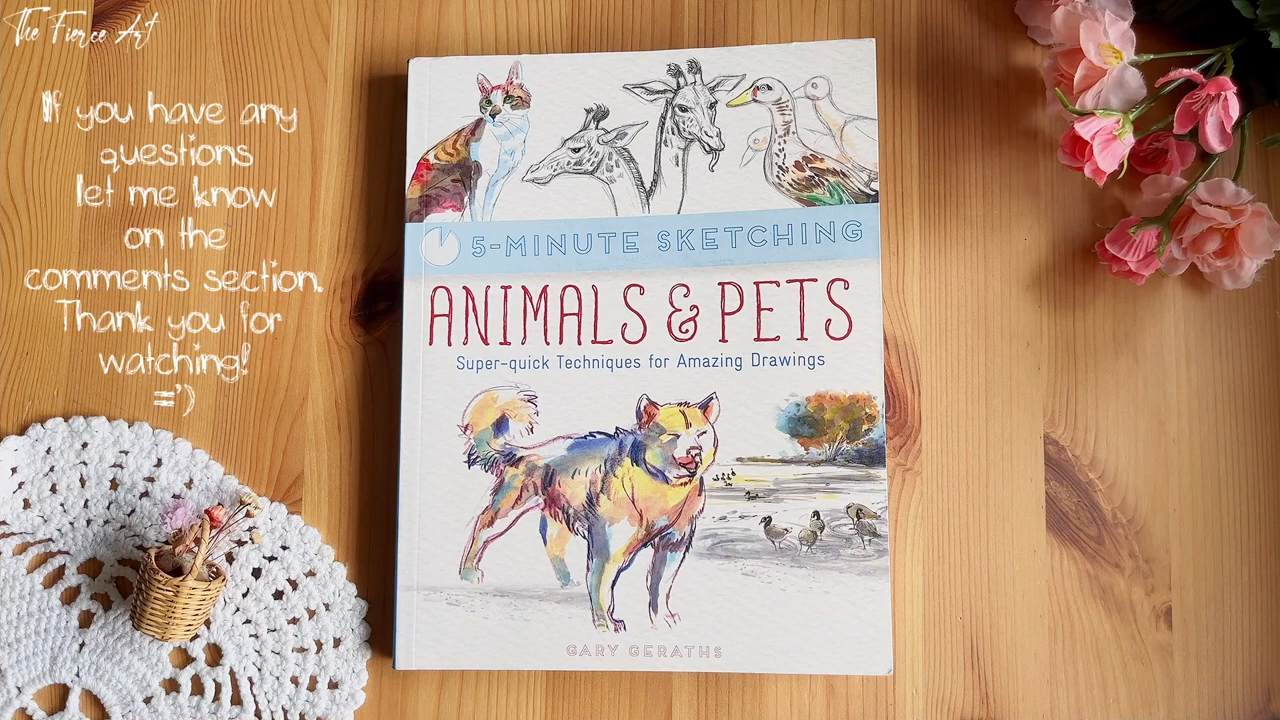 The Fierce Art
If you have any
questions
let me know
on the
comments section.
Thank you for
watching!
=')
5-MINUTE SKETCHING
ANIMALS & PETS
Super-quick Techniques for Amazing Drawings
GARY GERATHS